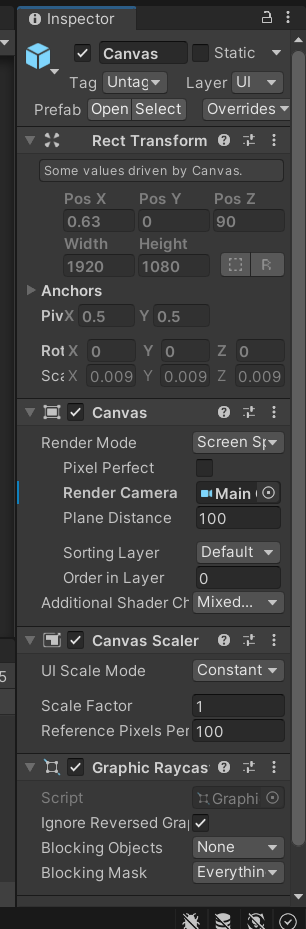 Inspector
Canvas Static
Tag Untag Layer UI
Prefab Open Select Overrides
Rect Transform
Some values driven by Canvas.
Pos X Pos Y Pos Z
0.63 0 90
Width Height
1920 1080 R
Anchors
Piv X 0.5 Y 0.5
Rot X 0 Y 0 Z 0
Sca X 0.009 Y 0.009 Z 0.009
Canvas
Render Mode Screen Sp
Pixel Perfect
Render Camera Main
Plane Distance 100
Sorting Layer Default
Order in Layer 0
Additional Shader Ch Mixed...
Canvas Scaler
UI Scale Mode Constant
5
Scale Factor 1
Reference Pixels Per 100
Graphic Raycas
Script Graphi
Ignore Reversed Grap
Blocking Objects None
Blocking Mask Everythin